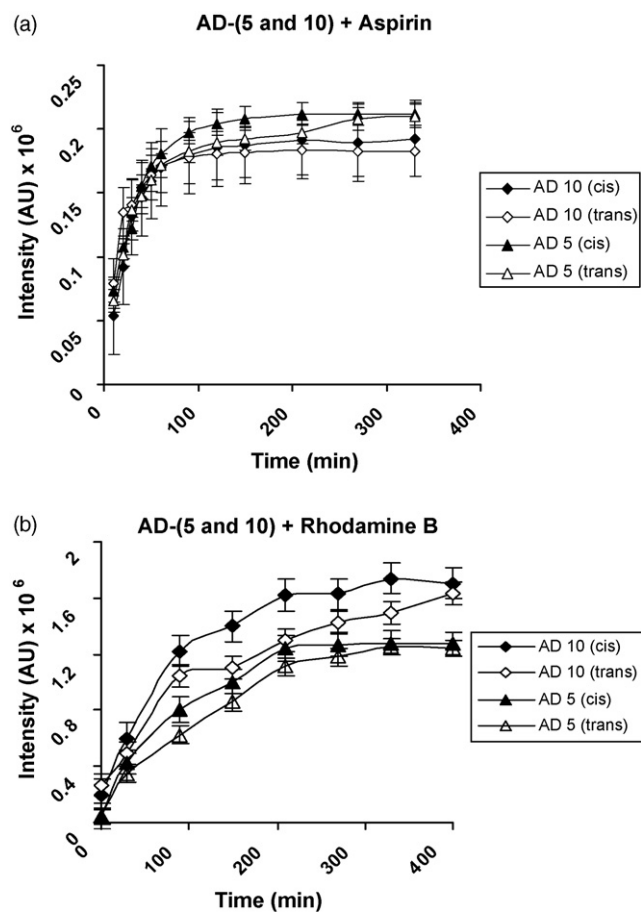 (a)
AD-(5 and 10) + Aspirin
Intensity (AU) x 10^6
0.25
0.2
0.15
0.1
0.05
0
0 100 200 300 400
Time (min)
AD 10 (cis)
AD 10 (trans)
AD 5 (cis)
AD 5 (trans)
(b)
AD-(5 and 10) + Rhodamine B
Intensity (AU) x 10^6
2
1.6
1.2
0.8
0.4
0
0 100 200 300 400
Time (min)
AD 10 (cis)
AD 10 (trans)
AD 5 (cis)
AD 5 (trans)